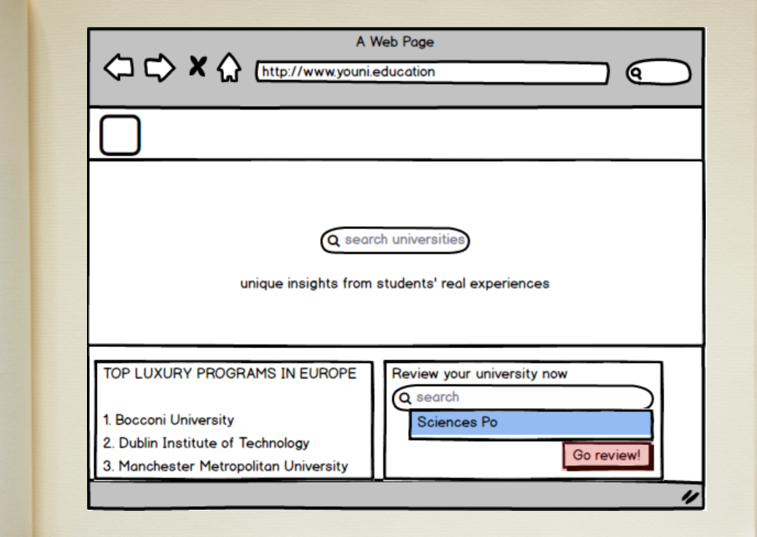 A Web Page
http://www.youni.education
search universities
unique insights from students' real experiences
TOP LUXURY PROGRAMS IN EUROPE
1. Bocconi University
2. Dublin Institute of Technology
3. Manchester Metropolitan University
Review your university now
search
Sciences Po
Go review!